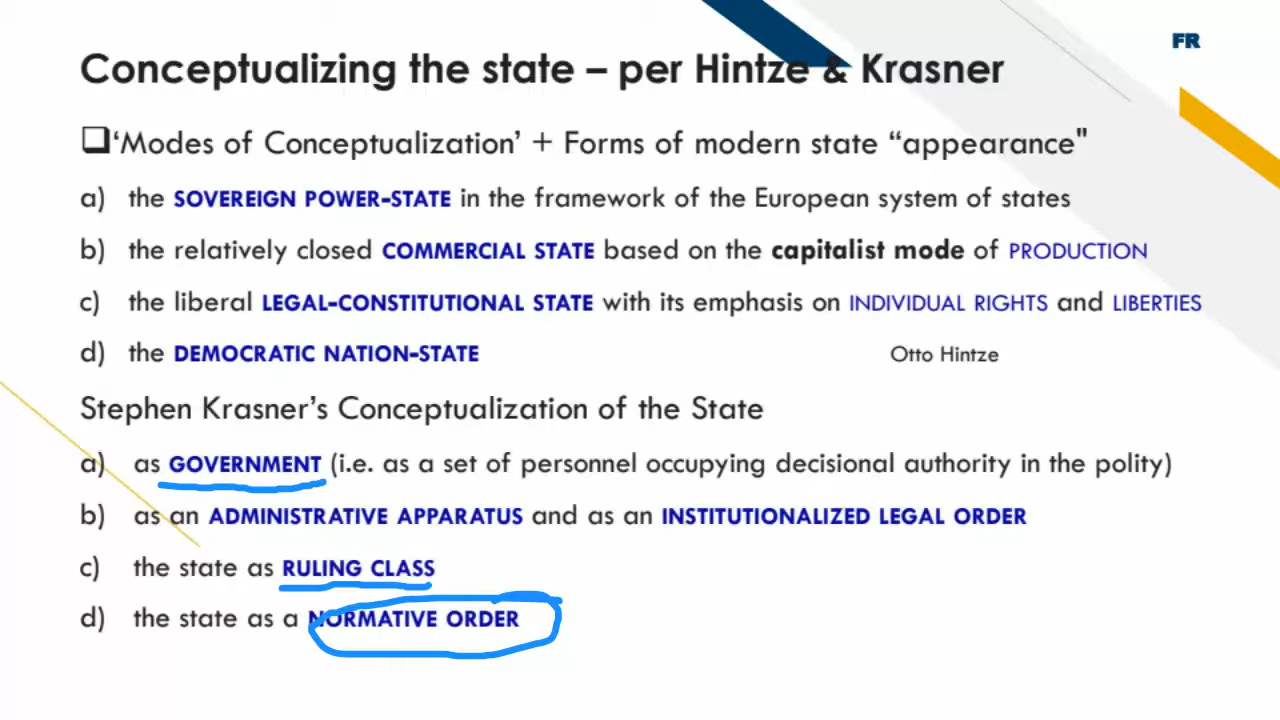 FR
Conceptualizing the state – per Hintze & Krasner
❑‘Modes of Conceptualization’ + Forms of modern state “appearance"
a) the SOVEREIGN POWER-STATE in the framework of the European system of states
b) the relatively closed COMMERCIAL STATE based on the capitalist mode of PRODUCTION
c) the liberal LEGAL-CONSTITUTIONAL STATE with its emphasis on INDIVIDUAL RIGHTS and LIBERTIES
d) the DEMOCRATIC NATION-STATE Otto Hintze
Stephen Krasner’s Conceptualization of the State
a) as GOVERNMENT (i.e. as a set of personnel occupying decisional authority in the polity)
b) as an ADMINISTRATIVE APPARATUS and as an INSTITUTIONALIZED LEGAL ORDER
c) the state as RULING CLASS
d) the state as a NORMATIVE ORDER